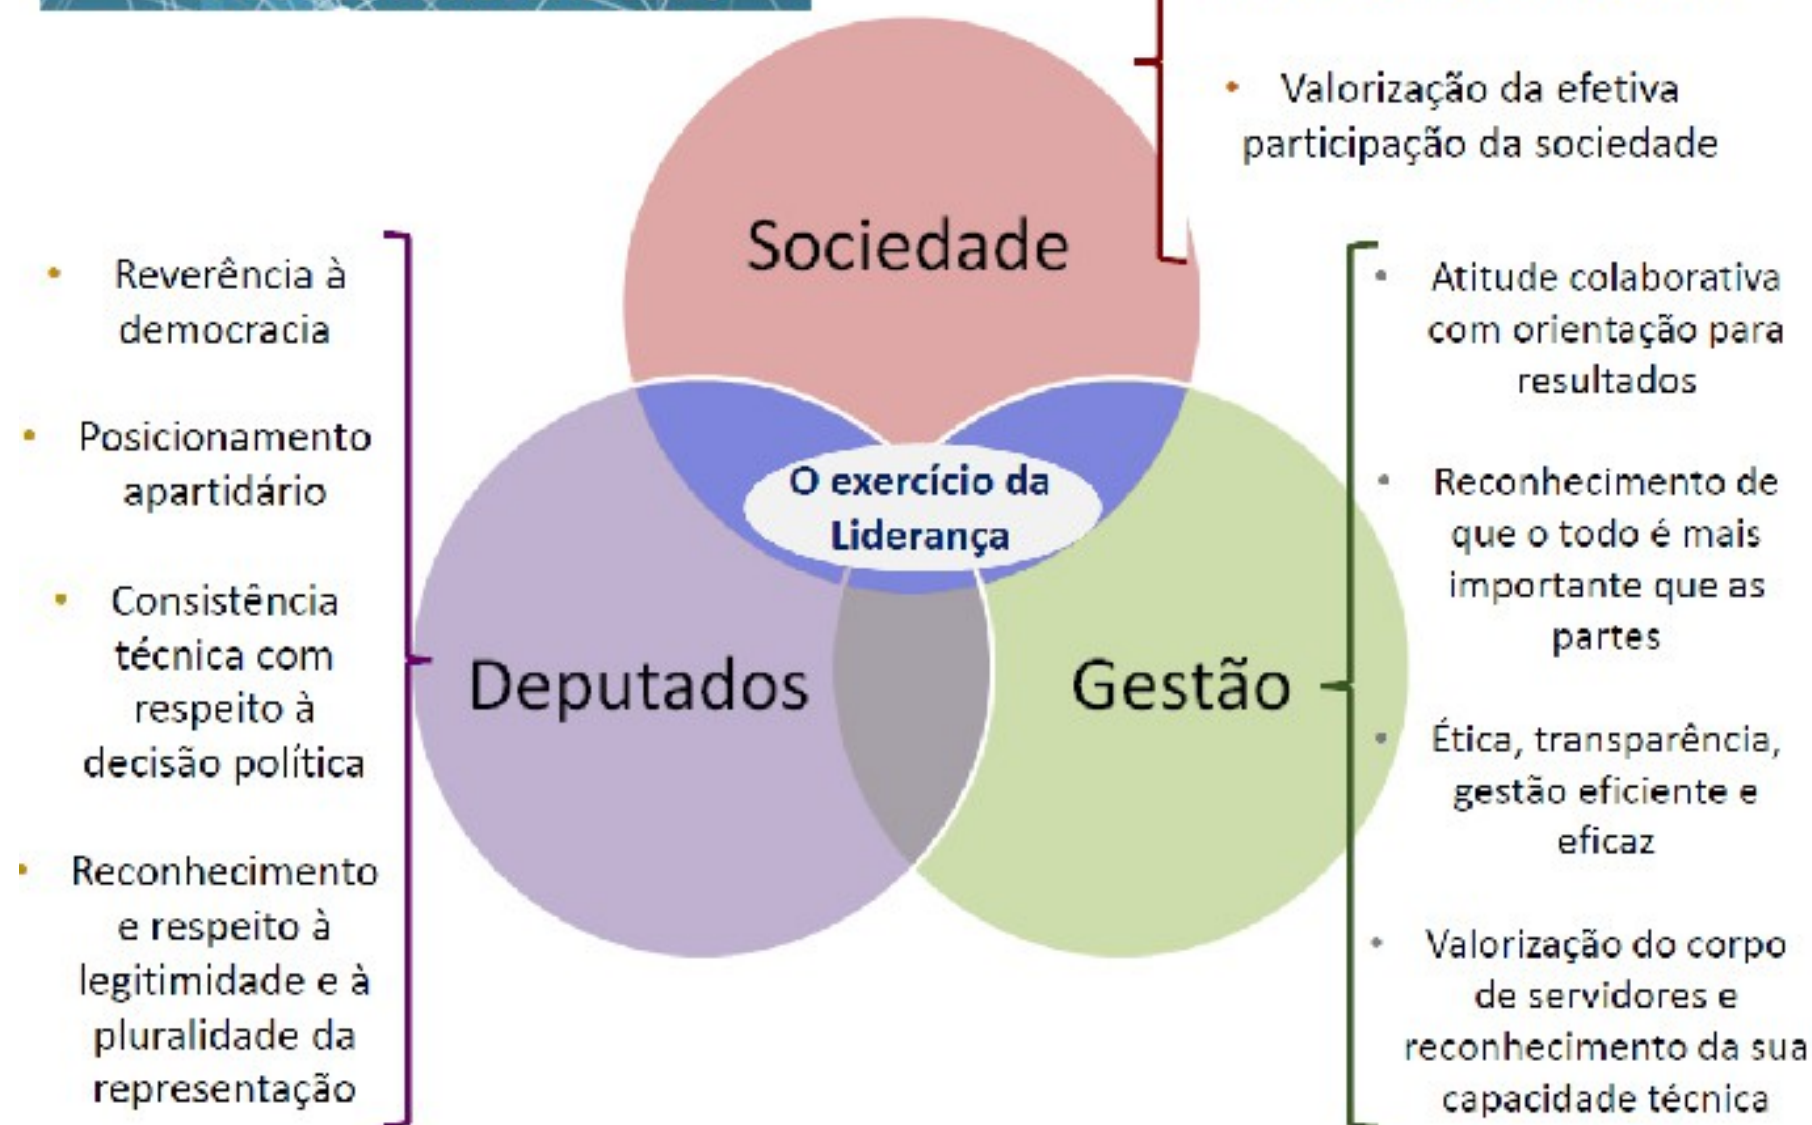 • Valorização da efetiva
participação da sociedade
Sociedade
• Reverência à
democracia
• Posicionamento
apartidário
• Consistência
técnica com
respeito à
decisão política
• Reconhecimento
e respeito à
legitimidade e à
pluralidade da
representação
O exercício da
Liderança
Deputados
Gestão
• Atitude colaborativa
com orientação para
resultados
• Reconhecimento de
que o todo é mais
importante que as
partes
• Ética, transparência,
gestão eficiente e
eficaz
• Valorização do corpo
de servidores e
reconhecimento da sua
capacidade técnica